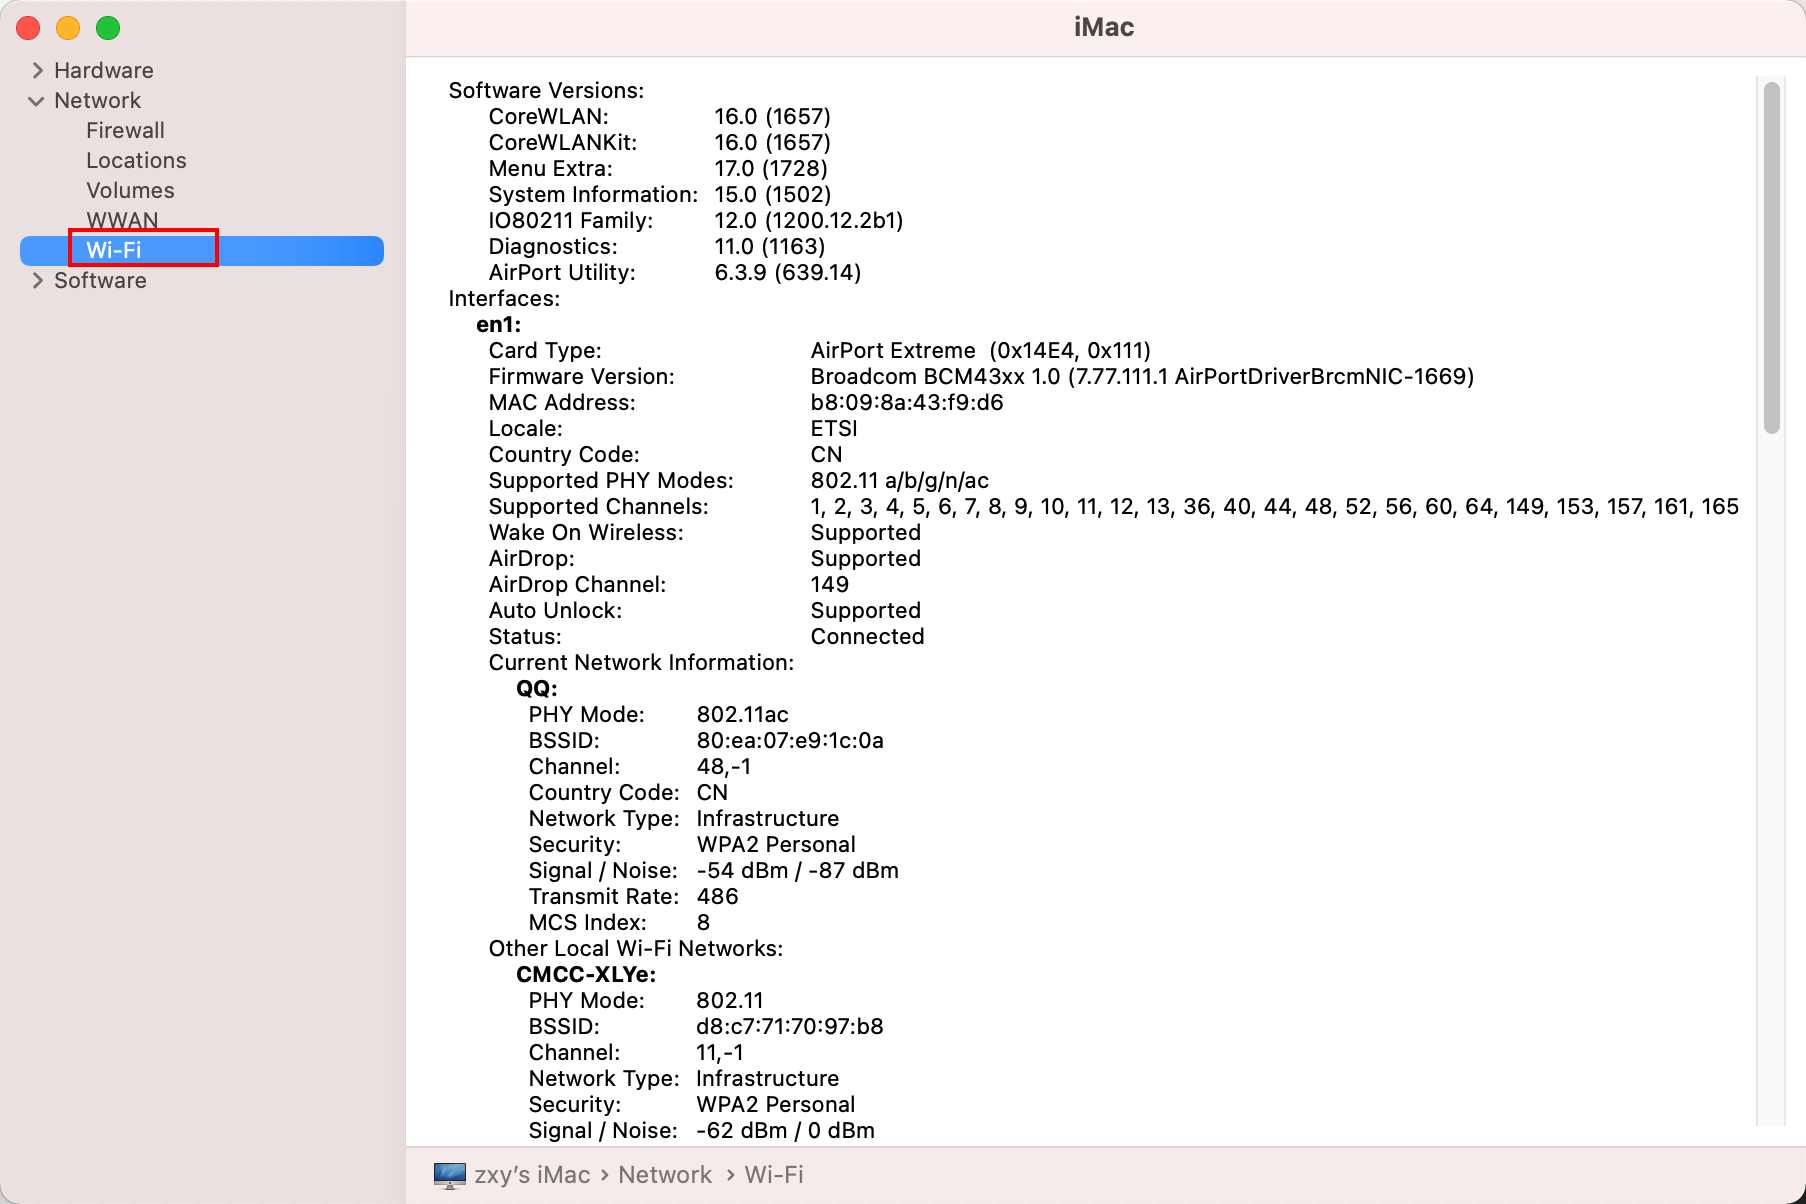 iMac
Hardware
Network
Firewall
Locations
Volumes
WWAN
Wi-Fi
Software
Software Versions:
CoreWLAN: 16.0 (1657)
CoreWLANKit: 16.0 (1657)
Menu Extra: 17.0 (1728)
System Information: 15.0 (1502)
IO80211 Family: 12.0 (1200.12.2b1)
Diagnostics: 11.0 (1163)
AirPort Utility: 6.3.9 (639.14)
Interfaces:
en1:
Card Type: AirPort Extreme (0x14E4, 0x111)
Firmware Version: Broadcom BCM43xx 1.0 (7.77.111.1 AirPortDriverBrcmNIC-1669)
MAC Address: b8:09:8a:43:f9:d6
Locale: ETSI
Country Code: CN
Supported PHY Modes: 802.11 a/b/g/n/ac
Supported Channels: 1, 2, 3, 4, 5, 6, 7, 8, 9, 10, 11, 12, 13, 36, 40, 44, 48, 52, 56, 60, 64, 149, 153, 157, 161, 165
Wake On Wireless: Supported
AirDrop: Supported
AirDrop Channel: 149
Auto Unlock: Supported
Status: Connected
Current Network Information:
QQ:
PHY Mode: 802.11ac
BSSID: 80:ea:07:e9:1c:0a
Channel: 48,-1
Country Code: CN
Network Type: Infrastructure
Security: WPA2 Personal
Signal / Noise: -54 dBm / -87 dBm
Transmit Rate: 486
MCS Index: 8
Other Local Wi-Fi Networks:
CMCC-XLYe:
PHY Mode: 802.11
BSSID: d8:c7:71:70:97:b8
Channel: 11,-1
Network Type: Infrastructure
Security: WPA2 Personal
Signal / Noise: -62 dBm / 0 dBm
zxy’s iMac › Network › Wi-Fi